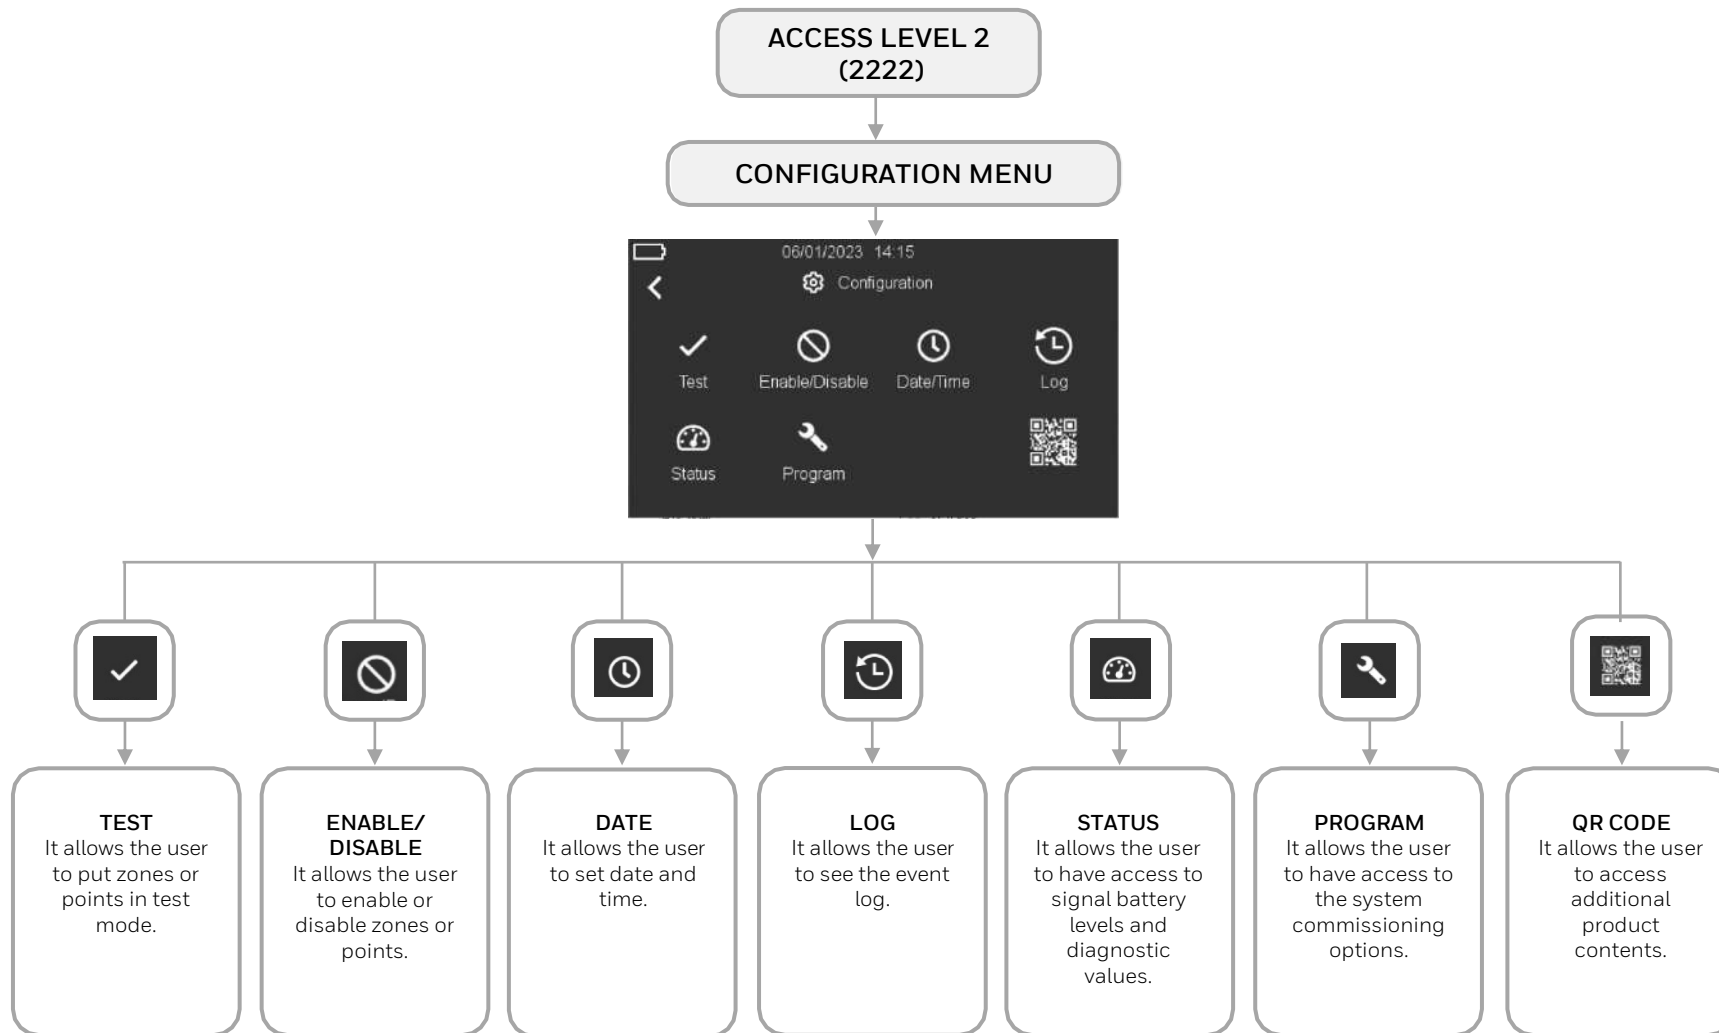 ACCESS LEVEL 2
(2222)
CONFIGURATION MENU
06/01/2023 14:15
Configuration
Test
Enable/Disable
Date/Time
Log
Status
Program
TEST
It allows the user
to put zones or
points in test
mode.
ENABLE/
DISABLE
It allows the user
to enable or
disable zones or
points.
DATE
It allows the user
to set date and
time.
LOG
It allows the user
to see the event
log.
STATUS
It allows the user
to have access to
signal battery
levels and
diagnostic
values.
PROGRAM
It allows the user
to have access to
the system
commissioning
options.
QR CODE
It allows the user
to access
additional
product
contents.